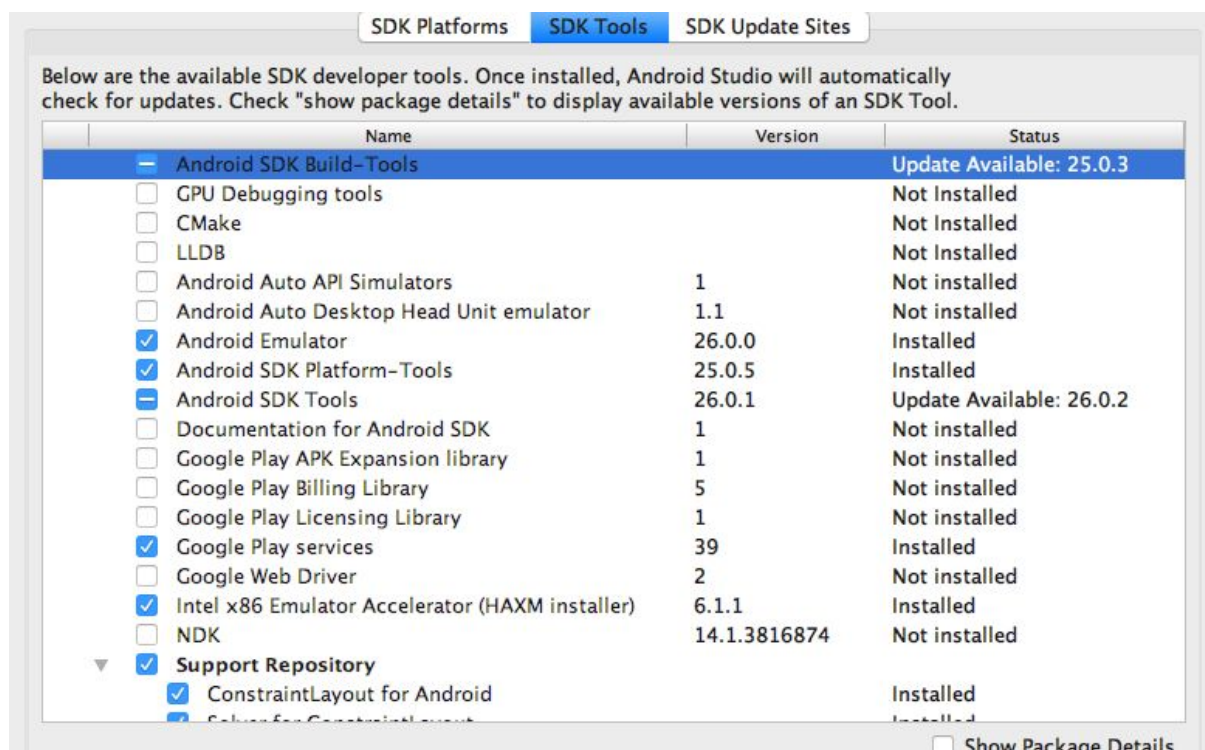 SDK Platforms SDK Tools SDK Update Sites
Below are the available SDK developer tools. Once installed, Android Studio will automatically
check for updates. Check "show package details" to display available versions of an SDK Tool.
Name Version Status
Android SDK Build-Tools Update Available: 25.0.3
GPU Debugging tools Not Installed
CMake Not Installed
LLDB Not Installed
Android Auto API Simulators 1 Not installed
Android Auto Desktop Head Unit emulator 1.1 Not installed
Android Emulator 26.0.0 Installed
Android SDK Platform-Tools 25.0.5 Installed
Android SDK Tools 26.0.1 Update Available: 26.0.2
Documentation for Android SDK 1 Not installed
Google Play APK Expansion library 1 Not installed
Google Play Billing Library 5 Not installed
Google Play Licensing Library 1 Not installed
Google Play services 39 Installed
Google Web Driver 2 Not installed
Intel x86 Emulator Accelerator (HAXM installer) 6.1.1 Installed
NDK 14.1.3816874 Not installed
Support Repository
ConstraintLayout for Android Installed
Solver for ConstraintLayout Installed
Show Package Details